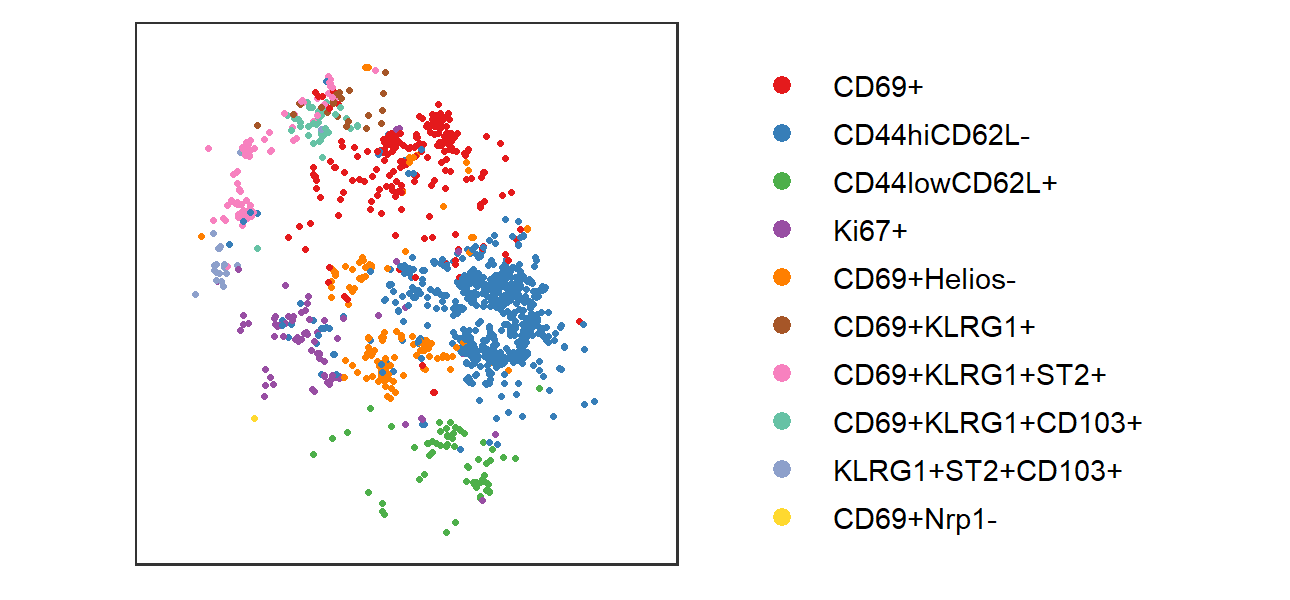 CD69+
CD44hiCD62L-
CD44lowCD62L+
Ki67+
CD69+Helios-
CD69+KLRG1+
CD69+KLRG1+ST2+
CD69+KLRG1+CD103+
KLRG1+ST2+CD103+
CD69+Nrp1-